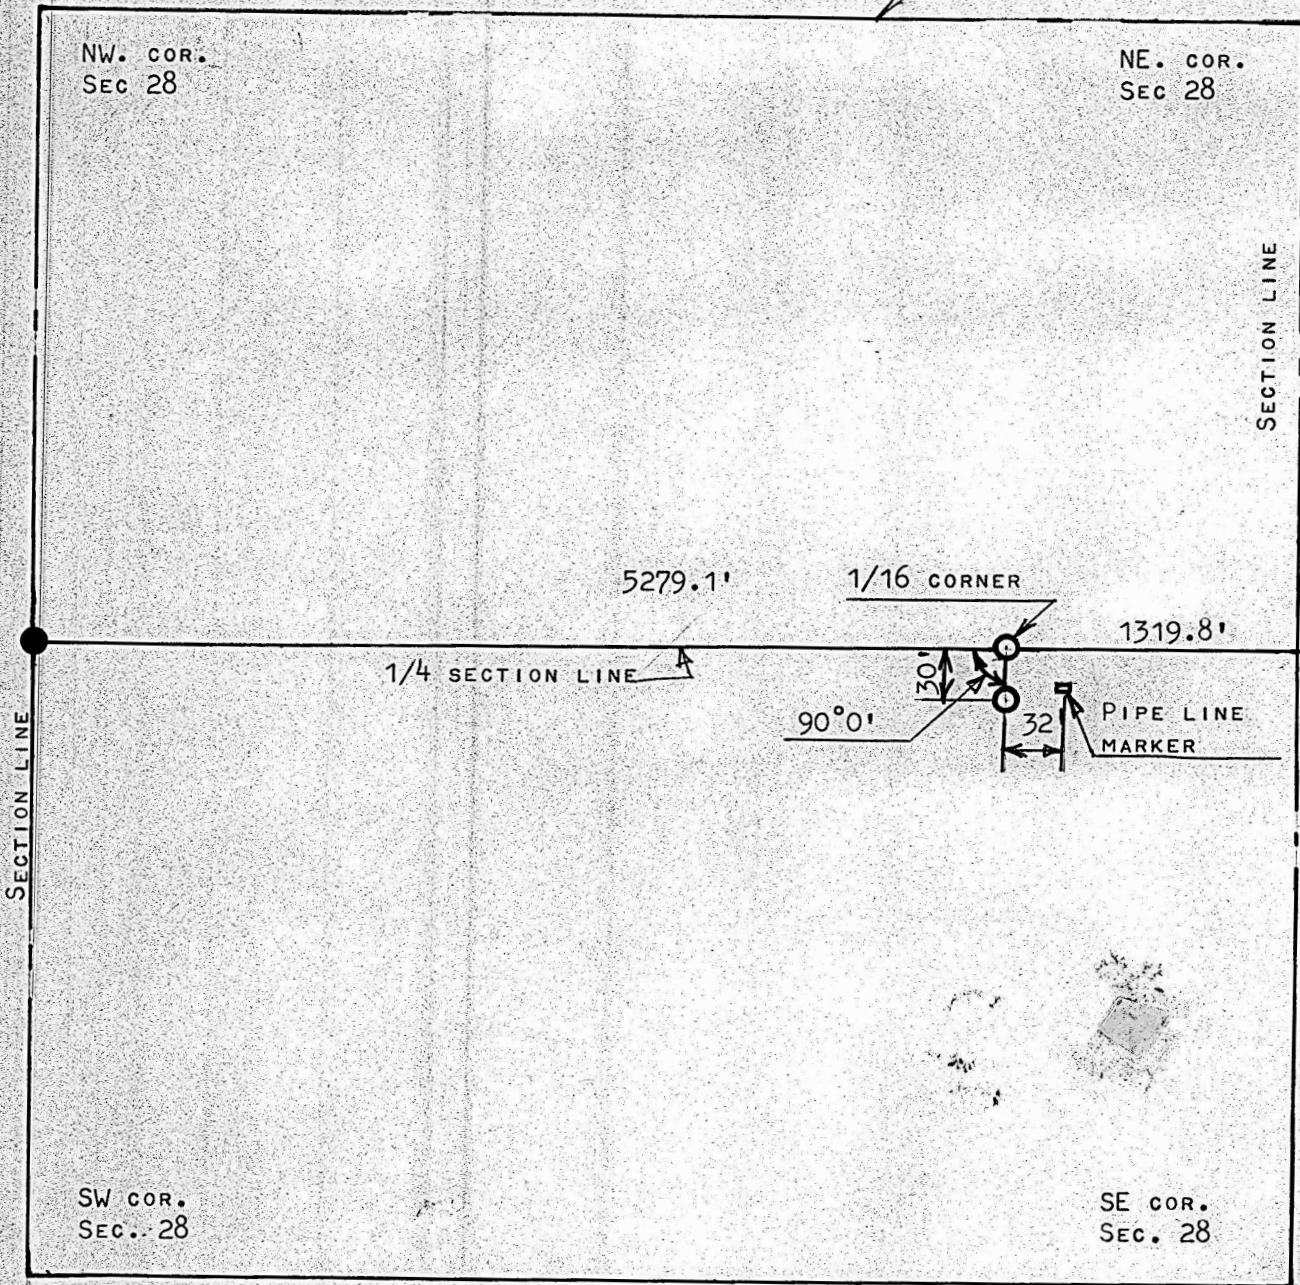 NW. COR.
SEC 28
NE. COR.
SEC 28
SECTION LINE
5279.1'
1/16 CORNER
1319.8'
1/4 SECTION LINE
30'
90°0'
32
PIPE LINE
MARKER
SECTION LINE
SW COR.
SEC. 28
SE COR.
SEC. 28